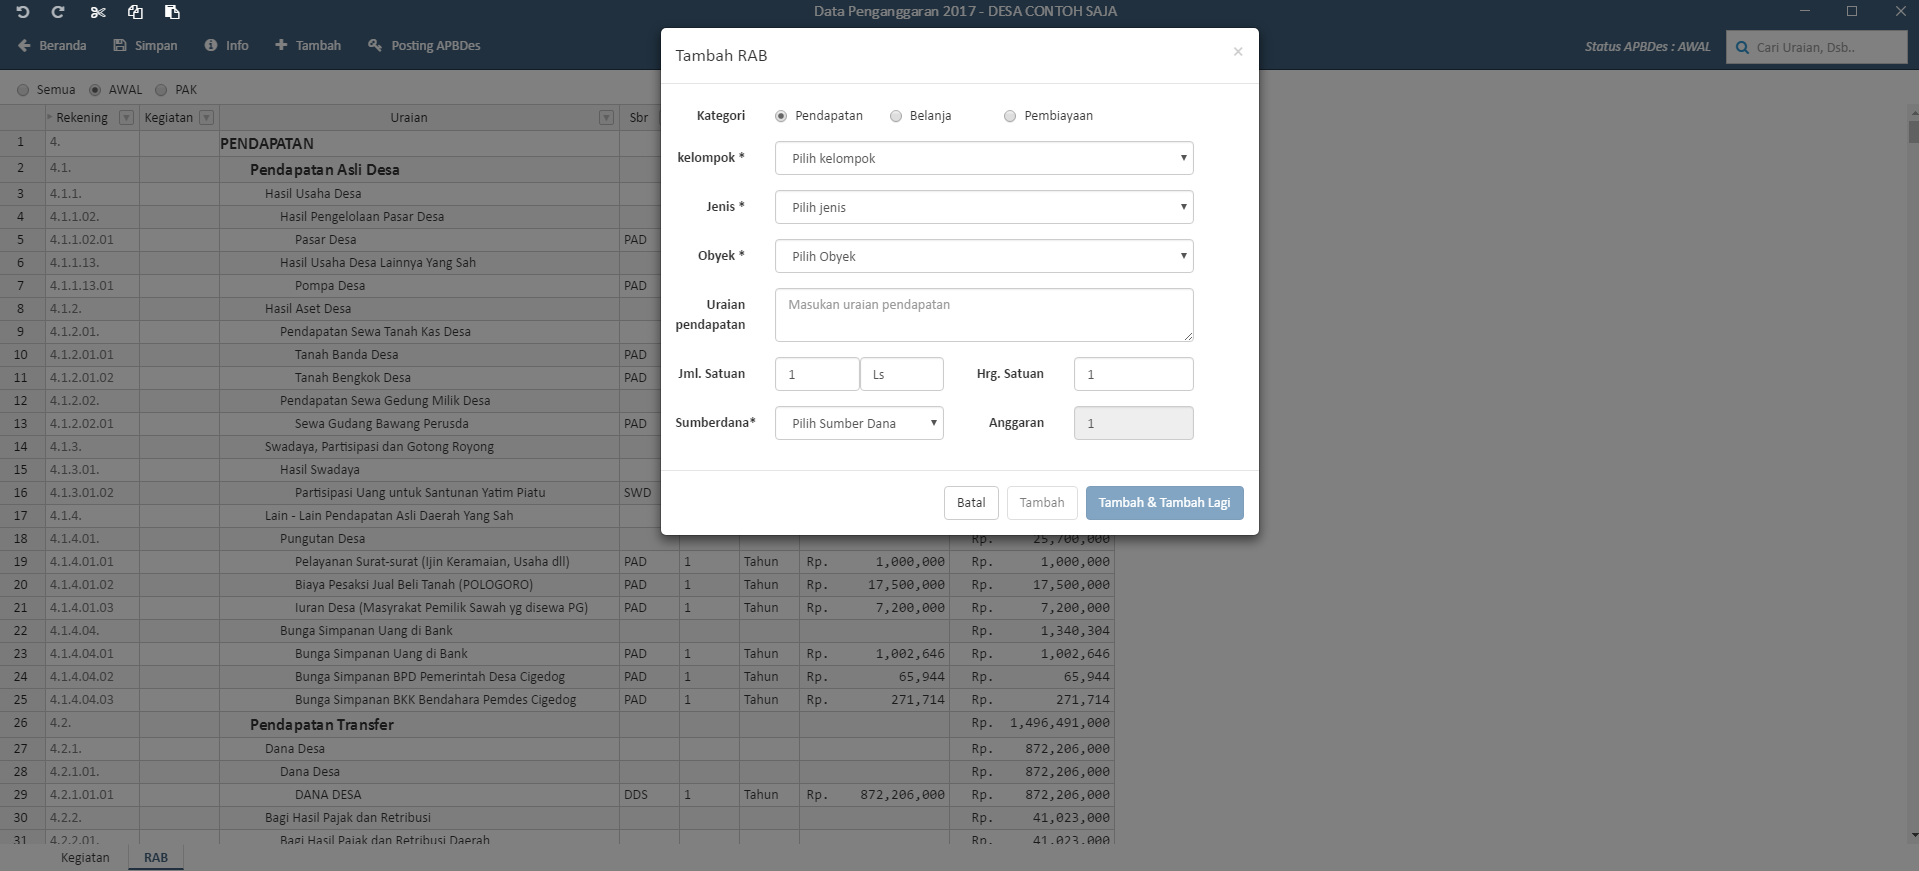 Data Penganggaran 2017 - DESA CONTOH SAJA
Beranda Simpan Info Tambah Posting APBDes Status APBDes : AWAL Cari Uraian, Dsb..
Semua AWAL PAK
Rekening Kegiatan Uraian Sbr
1 4. PENDAPATAN
2 4.1. Pendapatan Asli Desa
3 4.1.1. Hasil Usaha Desa
4 4.1.1.02. Hasil Pengelolaan Pasar Desa
5 4.1.1.02.01 Pasar Desa PAD
6 4.1.1.13. Hasil Usaha Desa Lainnya Yang Sah
7 4.1.1.13.01 Pompa Desa PAD
8 4.1.2. Hasil Aset Desa
9 4.1.2.01. Pendapatan Sewa Tanah Kas Desa
10 4.1.2.01.01 Tanah Banda Desa PAD
11 4.1.2.01.02 Tanah Bengkok Desa PAD
12 4.1.2.02. Pendapatan Sewa Gedung Milik Desa
13 4.1.2.02.01 Sewa Gudang Bawang Perusda PAD
14 4.1.3. Swadaya, Partisipasi dan Gotong Royong
15 4.1.3.01. Hasil Swadaya
16 4.1.3.01.02 Partisipasi Uang untuk Santunan Yatim Piatu SWD
17 4.1.4. Lain - Lain Pendapatan Asli Daerah Yang Sah
18 4.1.4.01. Pungutan Desa Rp. 25,700,000
19 4.1.4.01.01 Pelayanan Surat-surat (Ijin Keramaian, Usaha dll) PAD 1 Tahun Rp. 1,000,000 Rp. 1,000,000
20 4.1.4.01.02 Biaya Pesaksi Jual Beli Tanah (POLOGORO) PAD 1 Tahun Rp. 17,500,000 Rp. 17,500,000
21 4.1.4.01.03 Iuran Desa (Masyrakat Pemilik Sawah yg disewa PG) PAD 1 Tahun Rp. 7,200,000 Rp. 7,200,000
22 4.1.4.04. Bunga Simpanan Uang di Bank Rp. 1,340,304
23 4.1.4.04.01 Bunga Simpanan Uang di Bank PAD 1 Tahun Rp. 1,002,646 Rp. 1,002,646
24 4.1.4.04.02 Bunga Simpanan BPD Pemerintah Desa Cigedog PAD 1 Tahun Rp. 65,944 Rp. 65,944
25 4.1.4.04.03 Bunga Simpanan BKK Bendahara Pemdes Cigedog PAD 1 Tahun Rp. 271,714 Rp. 271,714
26 4.2. Pendapatan Transfer Rp. 1,496,491,000
27 4.2.1. Dana Desa Rp. 872,206,000
28 4.2.1.01. Dana Desa Rp. 872,206,000
29 4.2.1.01.01 DANA DESA DDS 1 Tahun Rp. 872,206,000 Rp. 872,206,000
30 4.2.2. Bagi Hasil Pajak dan Retribusi Rp. 41,023,000
31 4.2.2.01. Bagi Hasil Pajak dan Retribusi Daerah Rp. 41,023,000
Kegiatan RAB
Tambah RAB ×
Kategori Pendapatan Belanja Pembiayaan
kelompok * Pilih kelompok
Jenis * Pilih jenis
Obyek * Pilih Obyek
Uraian pendapatan Masukan uraian pendapatan
Jml. Satuan 1 Ls Hrg. Satuan 1
Sumberdana* Pilih Sumber Dana Anggaran 1
Batal Tambah Tambah & Tambah Lagi